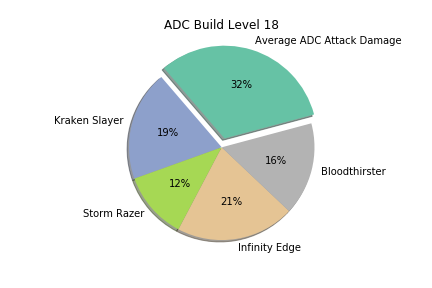 ADC Build Level 18
Average ADC Attack Damage
32%
Kraken Slayer
19%
16%
Bloodthirster
12%
Storm Razer
21%
Infinity Edge